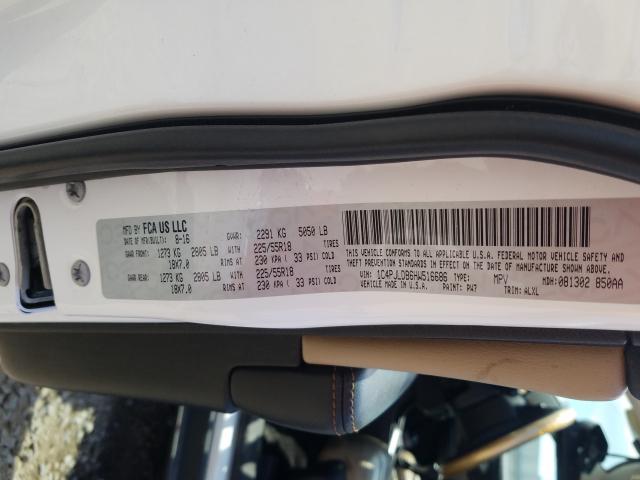 MFD BY: FCA US LLC
DATE OF MFR(BUILT): 8-16
GVWR: 2291 KG 5050 LB
GAWR FRONT: 1273 KG 2805 LB WITH 225/55R18 TIRES
18X7.0 RIMS AT 230 KPA ( 33 PSI) COLD
GAWR REAR: 1273 KG 2805 LB WITH 225/55R18 TIRES
18X7.0 RIMS AT 230 KPA ( 33 PSI) COLD
THIS VEHICLE CONFORMS TO ALL APPLICABLE U.S.A. FEDERAL MOTOR VEHICLE SAFETY AND
THEFT PREVENTION STANDARDS IN EFFECT ON THE DATE OF MANUFACTURE SHOWN ABOVE.
VIN: 1C4PJLDB6HW516686 TYPE: MPV MDH: 081302 850AA
VEHICLE MADE IN U.S.A. PAINT: PW7 TRIM: ALXL